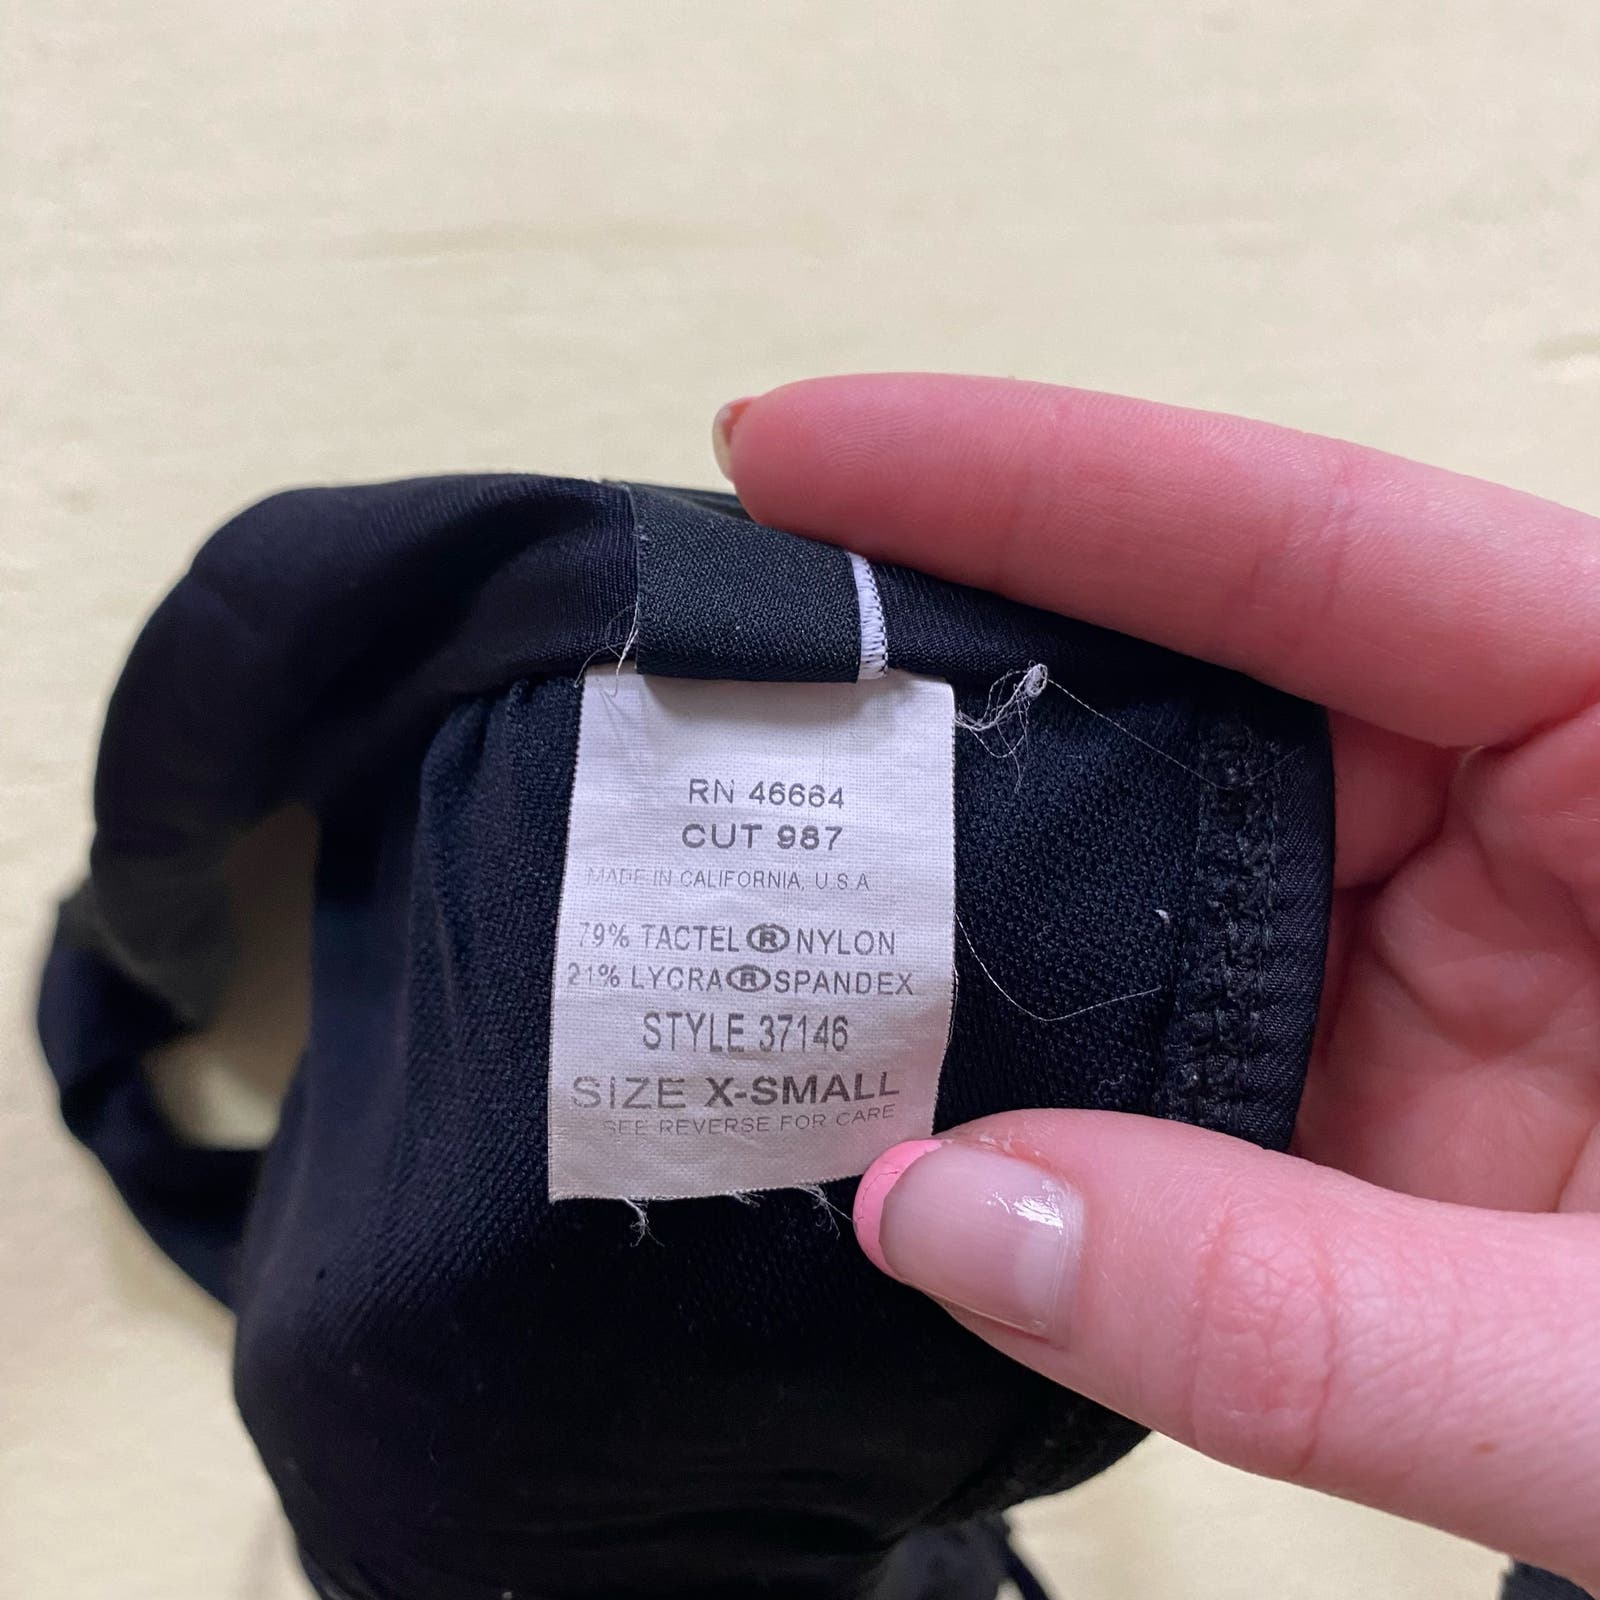 RN 46664
CUT 987
MADE IN CALIFORNIA, U.S.A
79% TACTEL ® NYLON
21% LYCRA ® SPANDEX
STYLE 37146
SIZE X-SMALL
SEE REVERSE FOR CARE